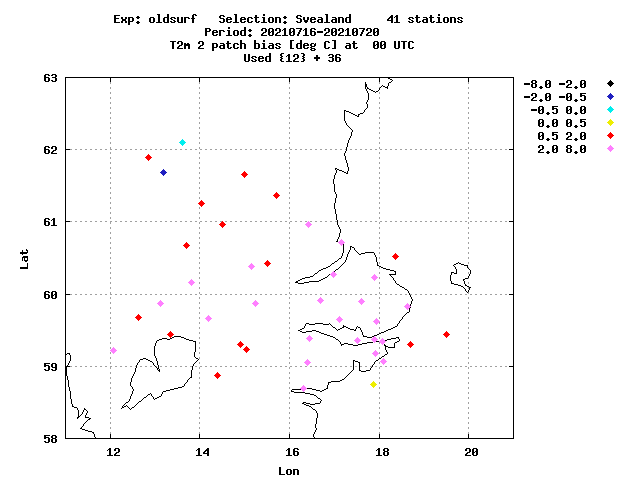 Exp: oldsurf   Selection: Svealand     41 stations
Period: 20210716-20210720
T2m 2 patch bias [deg C] at  00 UTC
Used {12} + 36
-8.0 -2.0
-2.0 -0.5
-0.5 0.0
0.0 0.5
0.5 2.0
2.0 8.0
63
62
61
60
59
58
Lat
12 14 16 18 20
Lon